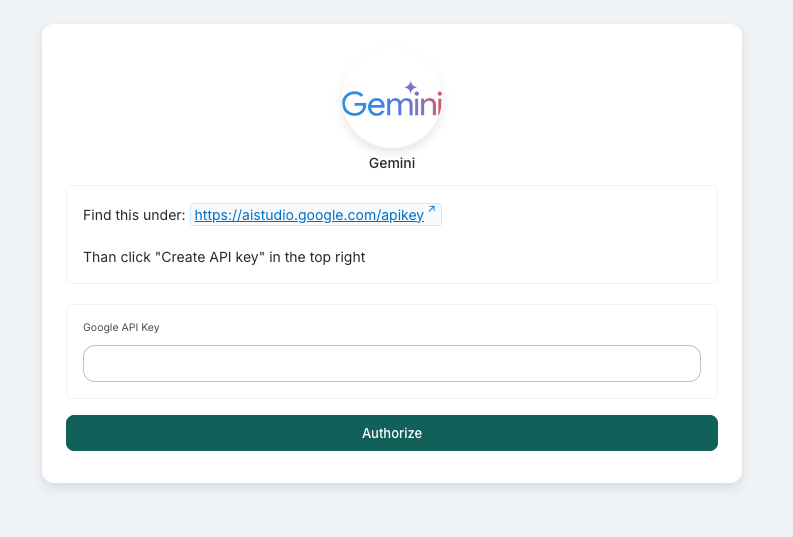 Gemini
Gemini
Find this under: https://aistudio.google.com/apikey
Than click "Create API key" in the top right
Google API Key
Authorize